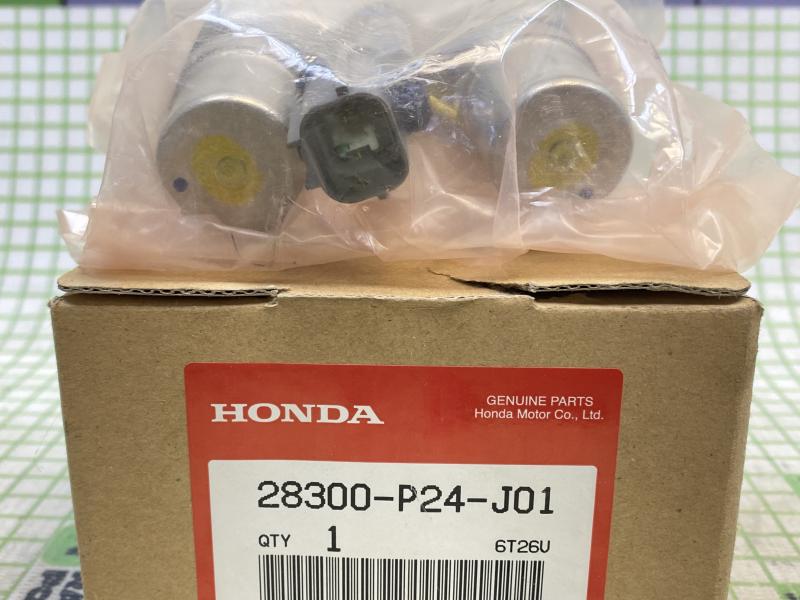 HONDA
GENUINE PARTS
Honda Motor Co., Ltd.
28300-P24-J01
QTY 1 6T26U